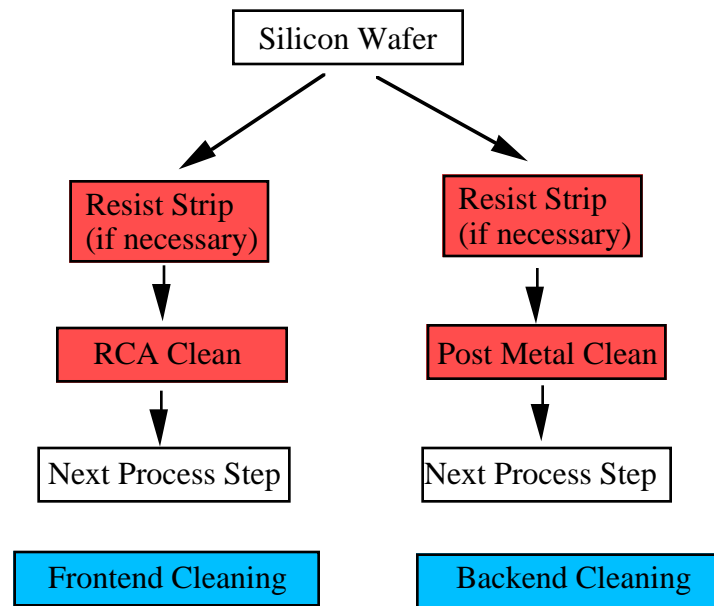 Silicon Wafer
Resist Strip
(if necessary)
Resist Strip
(if necessary)
RCA Clean
Post Metal Clean
Next Process Step
Next Process Step
Frontend Cleaning
Backend Cleaning